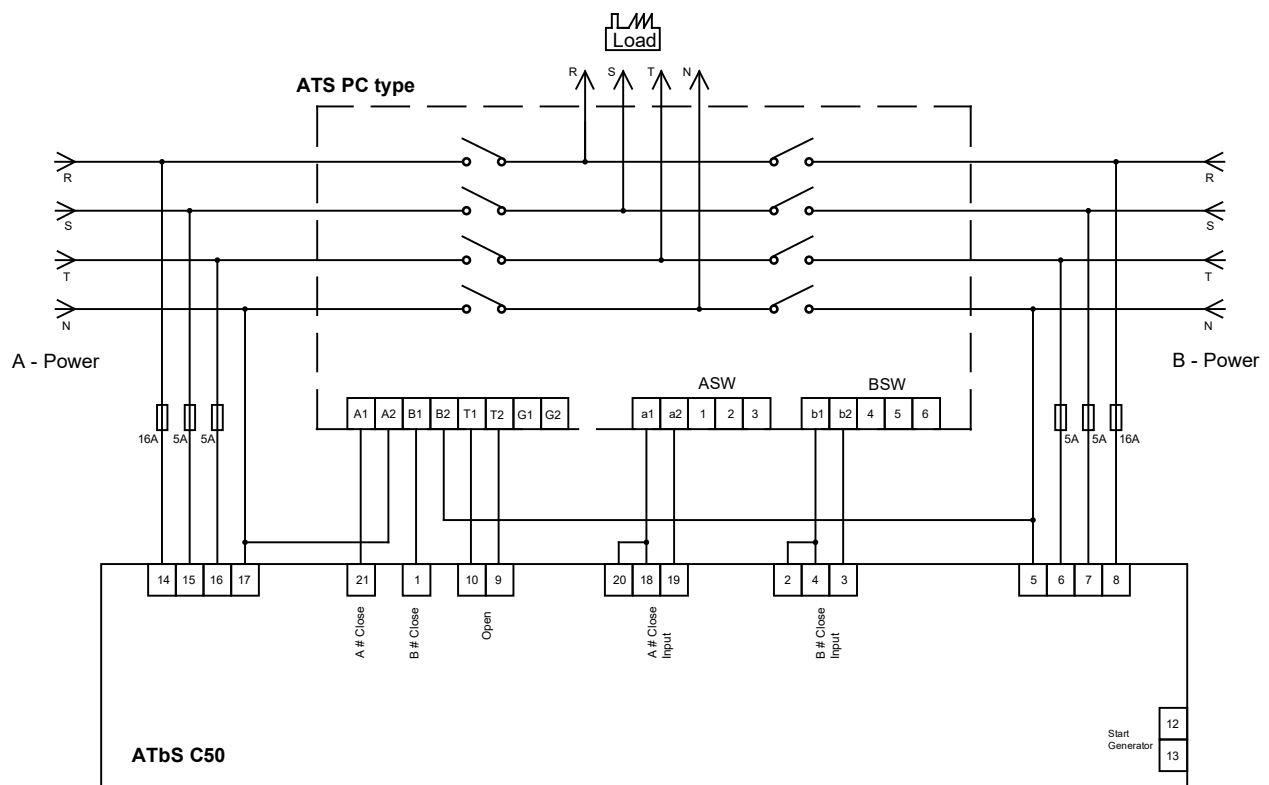 Load
R S T N
ATS PC type
R R
S S
T T
N N
A - Power
B - Power
ASW BSW
A1 A2 B1 B2 T1 T2 G1 G2
a1 a2 1 2 3
b1 b2 4 5 6
16A 5A 5A
5A 5A 16A
14 15 16 17 21 1 10 9 20 18 19 2 4 3 5 6 7 8
A # Close
B # Close
Open
A # Close
Input
B # Close
Input
Start
Generator
12
13
ATbS C50